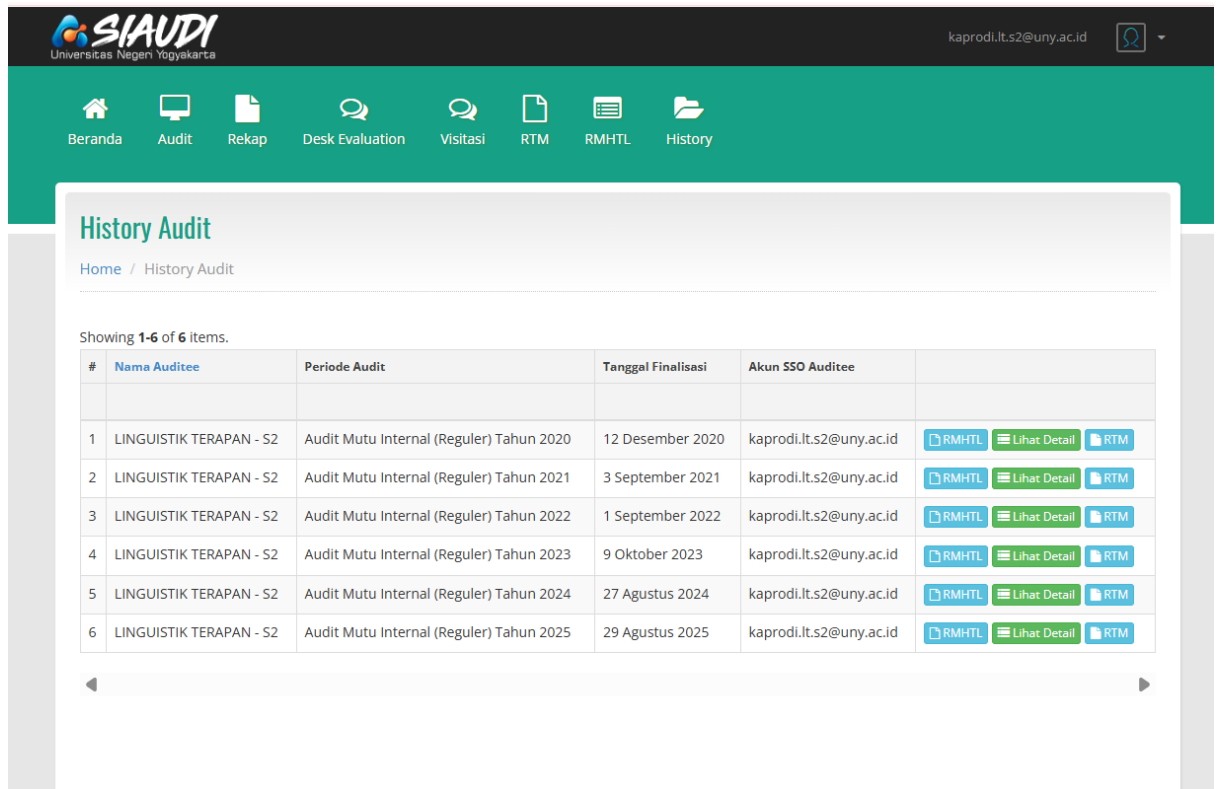 SIAUDI
Universitas Negeri Yogyakarta
kaprodi.lt.s2@uny.ac.id
Beranda Audit Rekap Desk Evaluation Visitasi RTM RMHTL History
History Audit
Home / History Audit
Showing 1-6 of 6 items.
# Nama Auditee Periode Audit Tanggal Finalisasi Akun SSO Auditee
1 LINGUISTIK TERAPAN - S2 Audit Mutu Internal (Reguler) Tahun 2020 12 Desember 2020 kaprodi.lt.s2@uny.ac.id RMHTL Lihat Detail RTM
2 LINGUISTIK TERAPAN - S2 Audit Mutu Internal (Reguler) Tahun 2021 3 September 2021 kaprodi.lt.s2@uny.ac.id RMHTL Lihat Detail RTM
3 LINGUISTIK TERAPAN - S2 Audit Mutu Internal (Reguler) Tahun 2022 1 September 2022 kaprodi.lt.s2@uny.ac.id RMHTL Lihat Detail RTM
4 LINGUISTIK TERAPAN - S2 Audit Mutu Internal (Reguler) Tahun 2023 9 Oktober 2023 kaprodi.lt.s2@uny.ac.id RMHTL Lihat Detail RTM
5 LINGUISTIK TERAPAN - S2 Audit Mutu Internal (Reguler) Tahun 2024 27 Agustus 2024 kaprodi.lt.s2@uny.ac.id RMHTL Lihat Detail RTM
6 LINGUISTIK TERAPAN - S2 Audit Mutu Internal (Reguler) Tahun 2025 29 Agustus 2025 kaprodi.lt.s2@uny.ac.id RMHTL Lihat Detail RTM